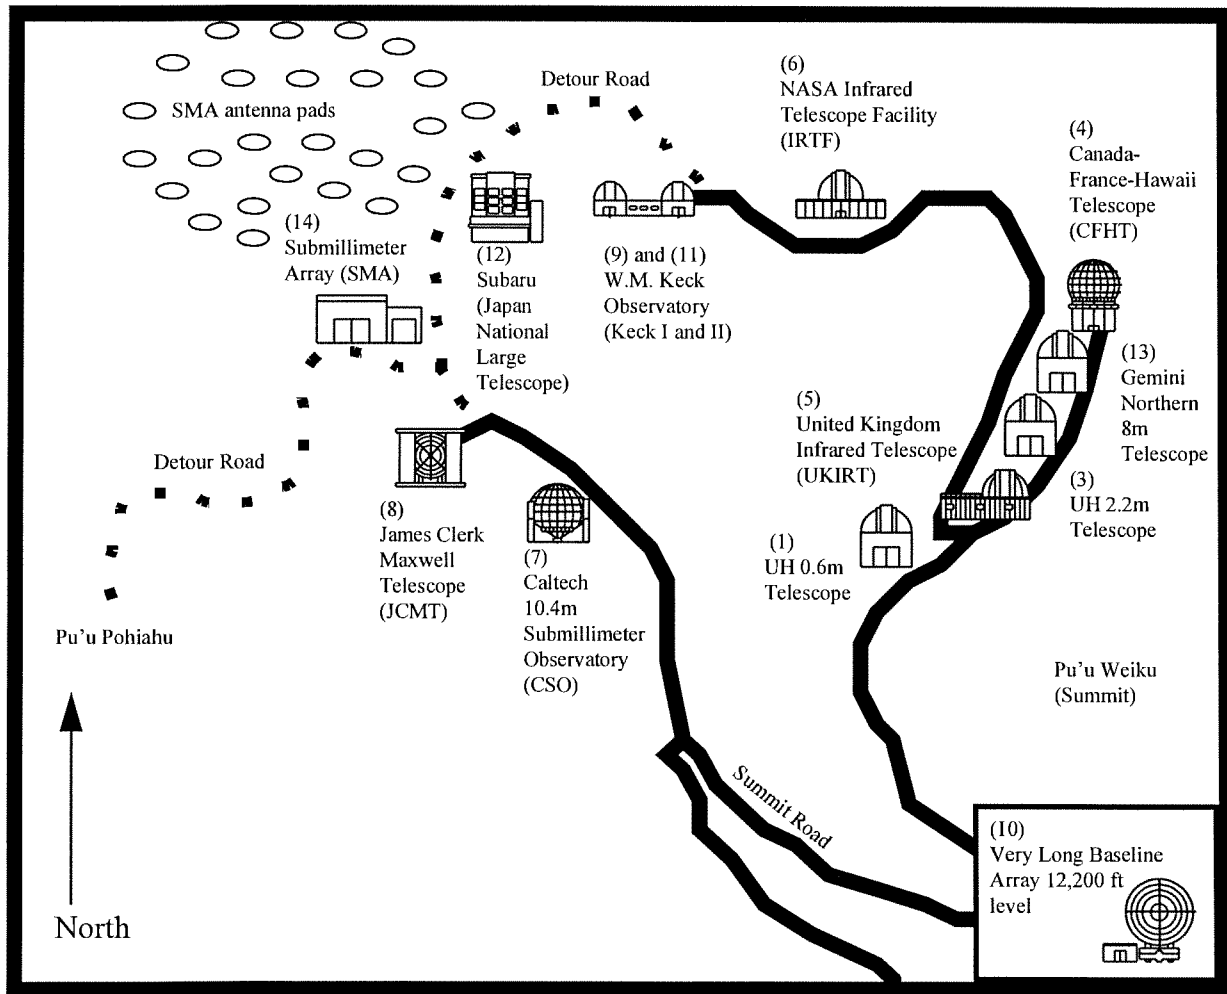 Detour Road
SMA antenna pads
(6)
NASA Infrared
Telescope Facility
(IRTF)
(4)
Canada-
France-Hawaii
Telescope
(CFHT)
(14)
Submillimeter
Array (SMA)
(12)
Subaru
(Japan
National
Large
Telescope)
(9) and (11)
W.M. Keck
Observatory
(Keck I and II)
(13)
Gemini
Northern
8m
Telescope
(5)
United Kingdom
Infrared Telescope
(UKIRT)
Detour Road
(3)
UH 2.2m
Telescope
(8)
James Clerk
Maxwell
Telescope
(JCMT)
(7)
Caltech
10.4m
Submillimeter
Observatory
(CSO)
(1)
UH 0.6m
Telescope
Pu'u Pohiahu
Pu'u Weiku
(Summit)
Summit Road
(10)
Very Long Baseline
Array 12,200 ft
level
North